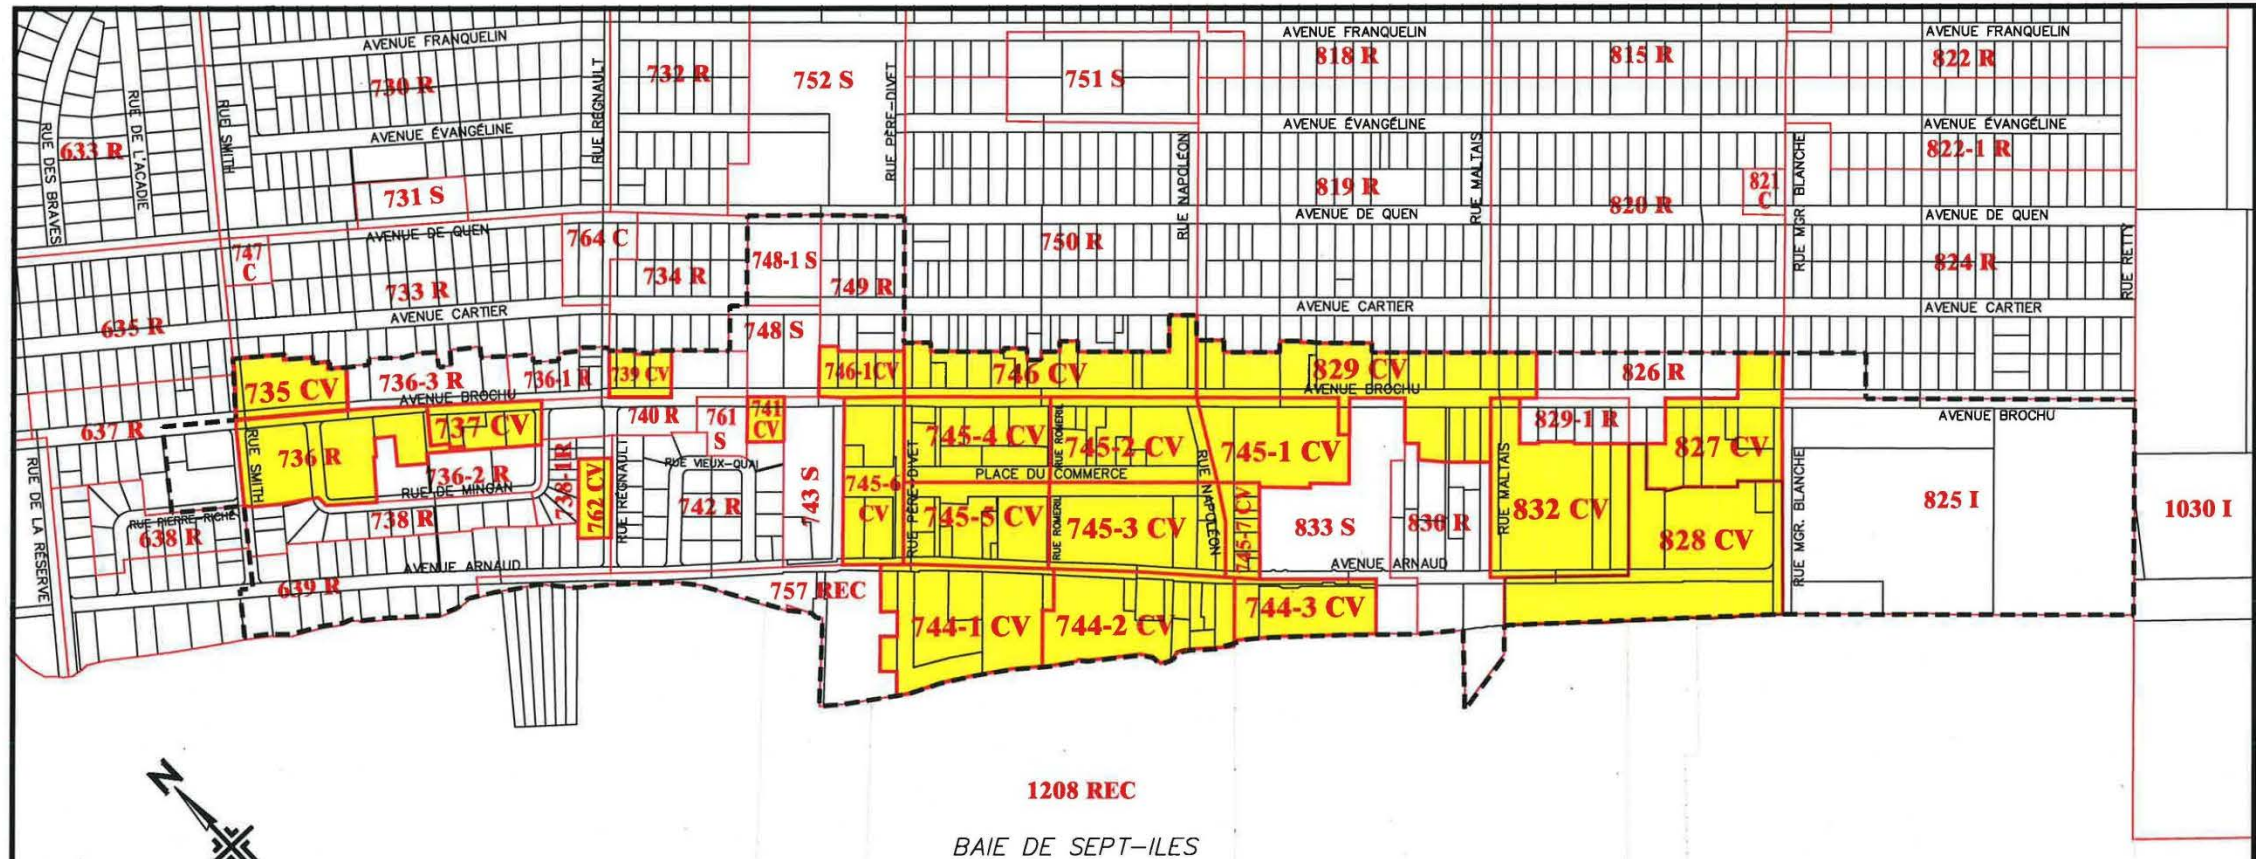 AVENUE FRANQUELIN
AVENUE FRANQUELIN
AVENUE FRANQUELIN
730 R
732 R
752 S
751 S
818 R
815 R
822 R
RUE DES BRAVES
RUE DE L'ACADIE
RUE SMITH
RUE RÉGNAULT
RUE PÈRE-DIVET
RUE NAPOLÉON
RUE MALTAIS
RUE MGR. BLANCHE
RUE RETTY
AVENUE ÉVANGÉLINE
AVENUE ÉVANGÉLINE
AVENUE ÉVANGÉLINE
633 R
731 S
819 R
820 R
821
C
822-1 R
AVENUE DE QUEN
AVENUE DE QUEN
AVENUE DE QUEN
747
C
764 C
748-1 S
750 R
733 R
734 R
749 R
824 R
635 R
AVENUE CARTIER
AVENUE CARTIER
AVENUE CARTIER
748 S
735 CV
736-3 R
736-1 R
739 CV
746-1CV
746 CV
829 CV
826 R
AVENUE BROCHU
AVENUE BROCHU
AVENUE BROCHU
637 R
737 CV
740 R
761
S
741
CV
745-4 CV
745-2 CV
745-1 CV
829-1 R
827 CV
RUE SMITH
736 R
736-2 R
RUE DE MINGAN
738-1R
762 CV
RUE RÉGNAULT
RUE VIEUX-QUAI
742 R
743 S
745-6
CV
RUE PÈRE-DIVET
RUE ROMERIL
PLACE DU COMMERCE
RUE NAPOLÉON
RUE MALTAIS
RUE MGR. BLANCHE
RUE DE LA RÉSERVE
RUE PIERRE-RICHÉ
638 R
738 R
745-5 CV
RUE ROMERIL
745-3 CV
745-7 CV
833 S
830 R
832 CV
828 CV
825 I
1030 I
AVENUE ARNAUD
AVENUE ARNAUD
639 R
757 REC
744-1 CV
744-2 CV
744-3 CV
N
1208 REC
BAIE DE SEPT-ILES